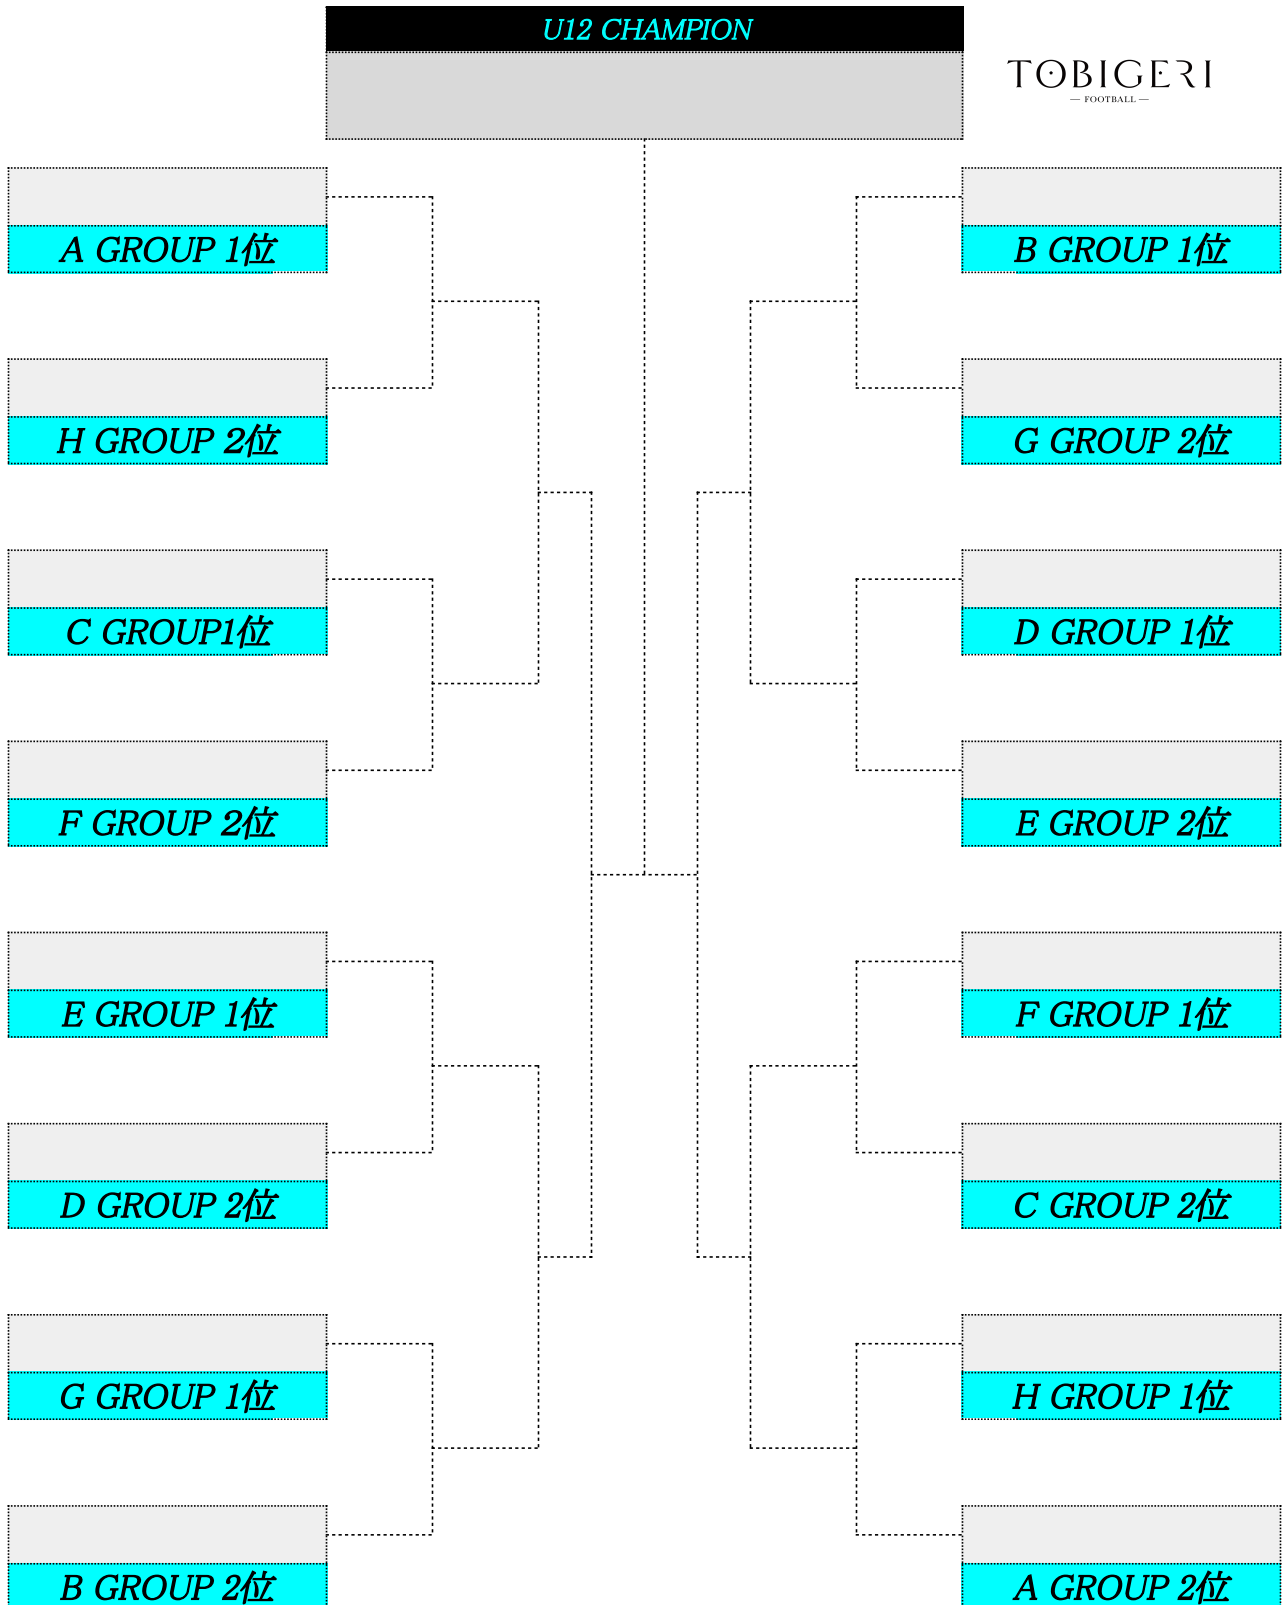 U12 CHAMPION
TOBIGERI
— FOOTBALL —
A GROUP 1位
B GROUP 1位
H GROUP 2位
G GROUP 2位
C GROUP1位
D GROUP 1位
F GROUP 2位
E GROUP 2位
E GROUP 1位
F GROUP 1位
D GROUP 2位
C GROUP 2位
G GROUP 1位
H GROUP 1位
B GROUP 2位
A GROUP 2位